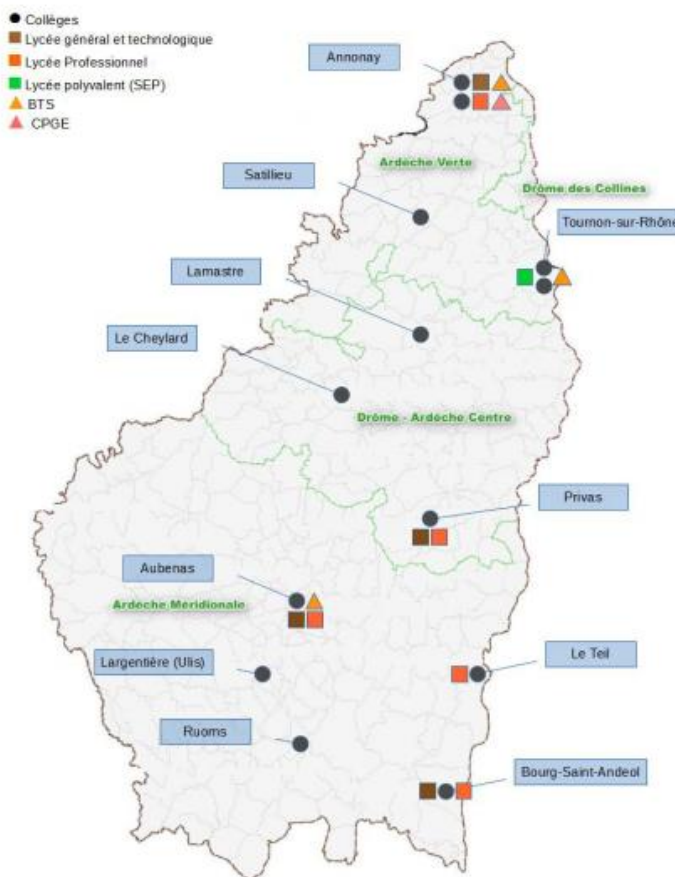 Collèges
Lycée général et technologique
Lycée Professionnel
Lycée polyvalent (SEP)
BTS
CPGE
Annonay
Ardèche Verte
Satillieu
Drôme des Collines
Tournon-sur-Rhône
Lamastre
Le Cheylard
Drôme - Ardèche Centre
Privas
Aubenas
Ardèche Méridionale
Largentière (Ulis)
Le Teil
Ruoms
Bourg-Saint-Andeol